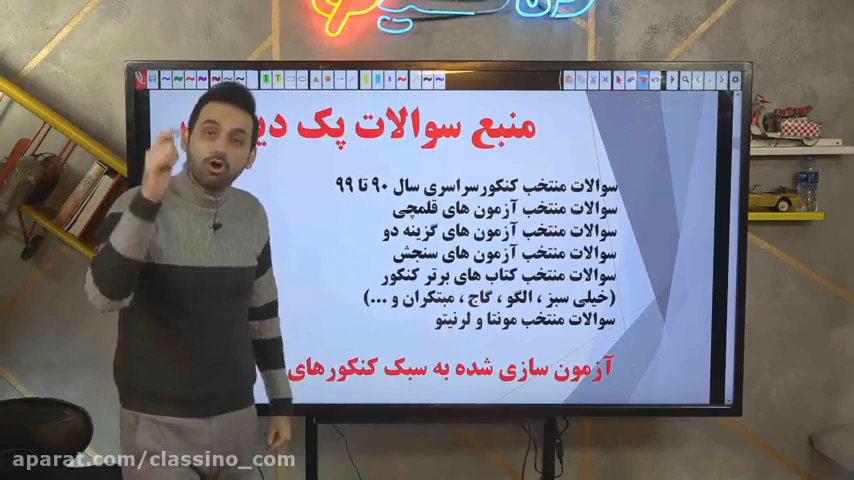 منبع سوالات پک
سوالات منتخب کنکورسراسری سال ۹۰ تا ۹۹
سوالات منتخب آزمون های قلمچی
سوالات منتخب آزمون های گزینه دو
سوالات منتخب آزمون های سنجش
سوالات منتخب کتاب های برتر کنکور
(خیلی سبز ، الگو ، گاج ، مبتکران و ...)
سوالات منتخب مونتا و لرنیتو
آزمون سازی شده به سبک کنکورهای
aparat.com/classino_com